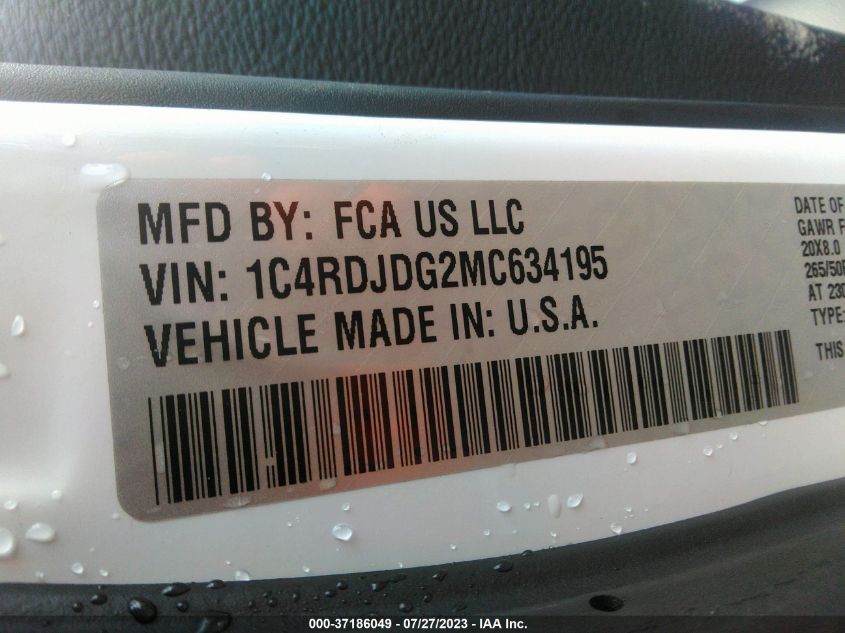 MFD BY: FCA US LLC
VIN: 1C4RDJDG2MC634195
VEHICLE MADE IN: U.S.A.
DATE OF
GAWR F
20X8.0
265/50
AT 230
TYPE:
THIS
000-37186049 - 07/27/2023 - IAA Inc.